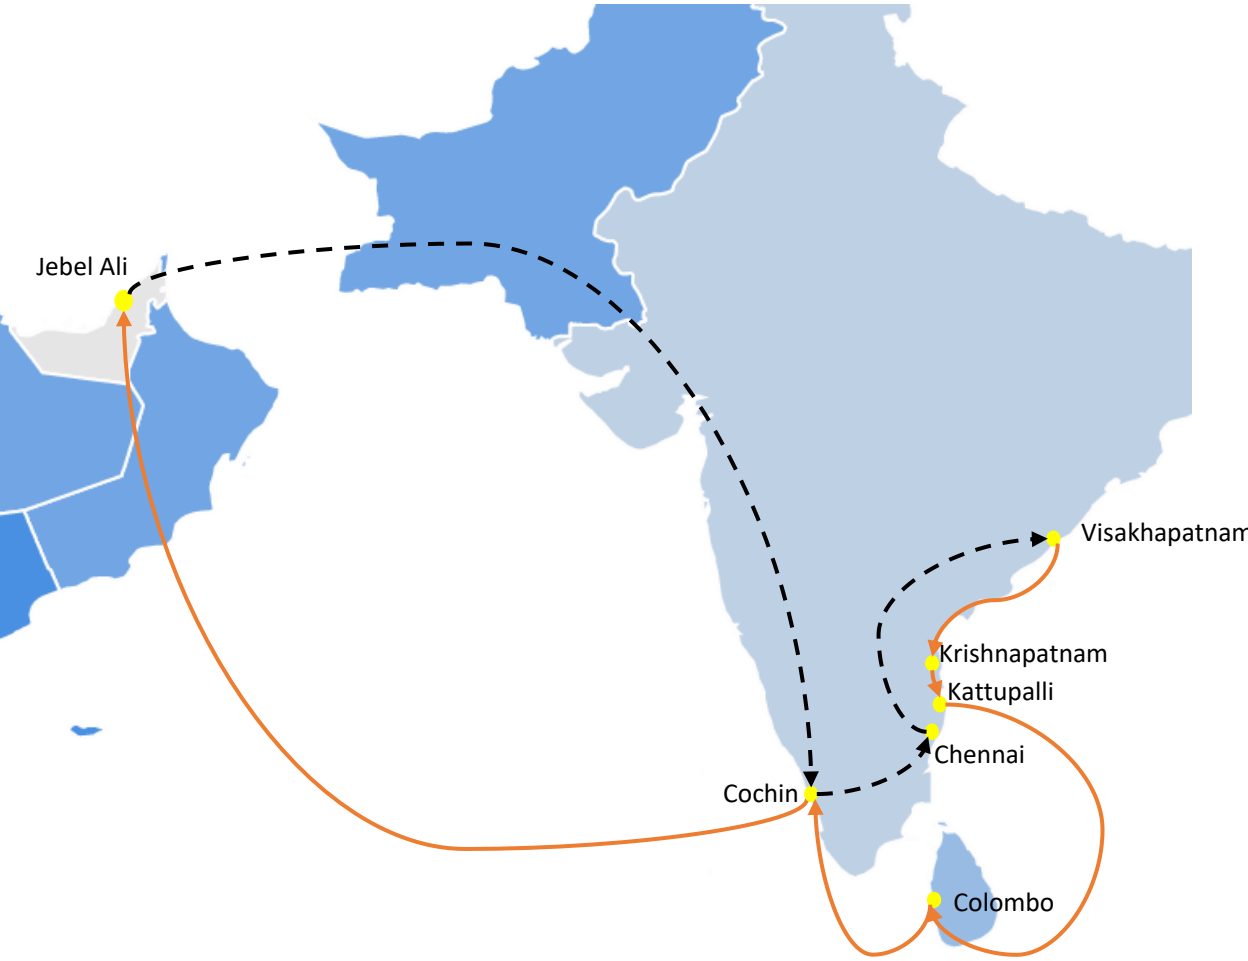 Jebel Ali
Visakhapatnam
Krishnapatnam
Kattupalli
Chennai
Cochin
Colombo